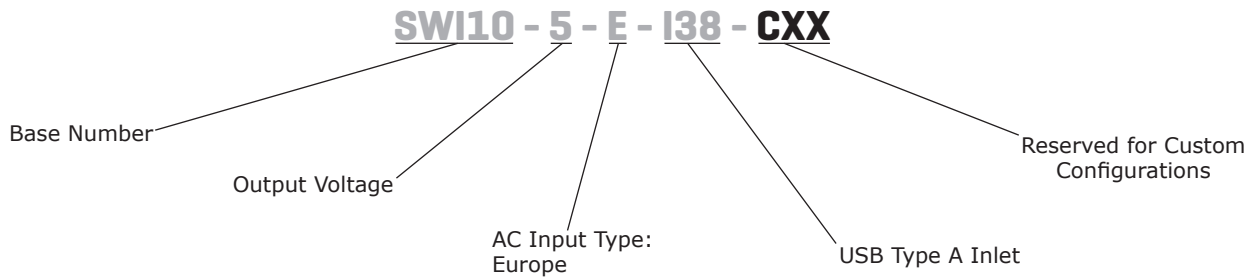 SWI10 - 5 - E - I38 - CXX
Base Number
Output Voltage
AC Input Type:
Europe
USB Type A Inlet
Reserved for Custom
Configurations